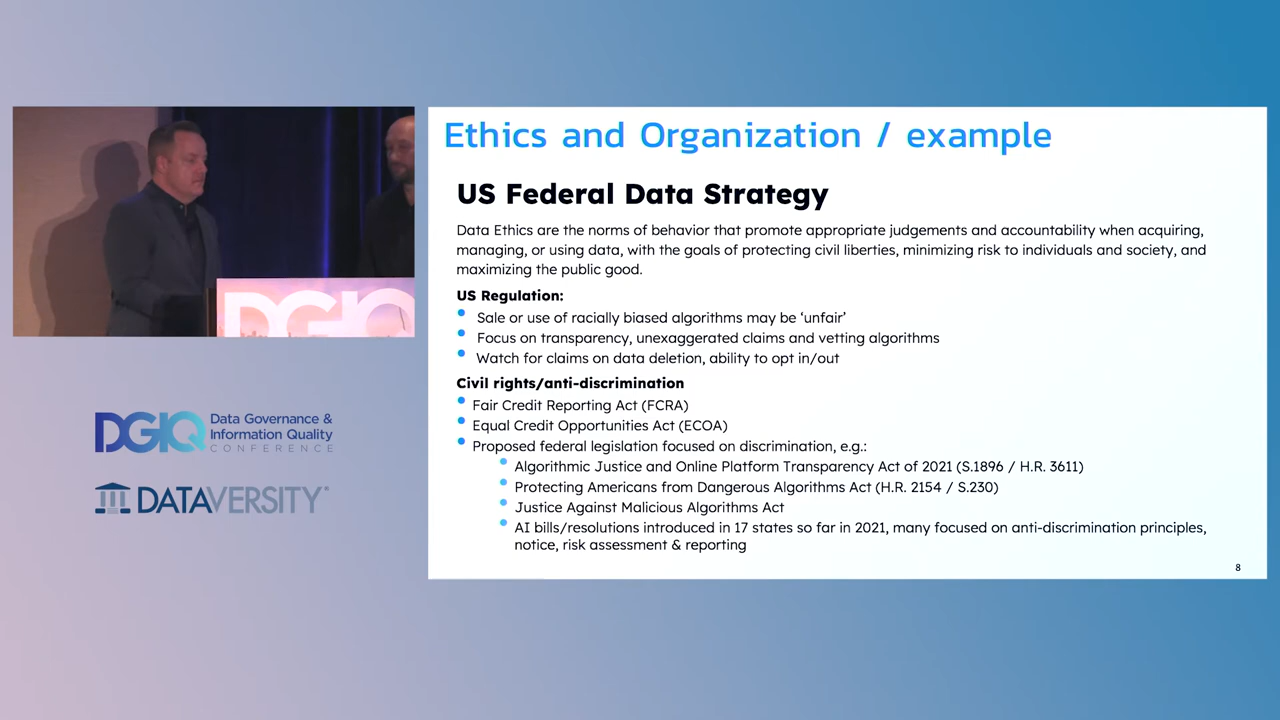 Ethics and Organization / example
US Federal Data Strategy
Data Ethics are the norms of behavior that promote appropriate judgements and accountability when acquiring,
managing, or using data, with the goals of protecting civil liberties, minimizing risk to individuals and society, and
maximizing the public good.
US Regulation:
Sale or use of racially biased algorithms may be ‘unfair’
Focus on transparency, unexaggerated claims and vetting algorithms
Watch for claims on data deletion, ability to opt in/out
Civil rights/anti-discrimination
Fair Credit Reporting Act (FCRA)
Equal Credit Opportunities Act (ECOA)
Proposed federal legislation focused on discrimination, e.g.:
Algorithmic Justice and Online Platform Transparency Act of 2021 (S.1896 / H.R. 3611)
Protecting Americans from Dangerous Algorithms Act (H.R. 2154 / S.230)
Justice Against Malicious Algorithms Act
AI bills/resolutions introduced in 17 states so far in 2021, many focused on anti-discrimination principles,
notice, risk assessment & reporting
8
DGIQ
DGIQ Data Governance &
Information Quality
CONFERENCE
DATAVERSITY